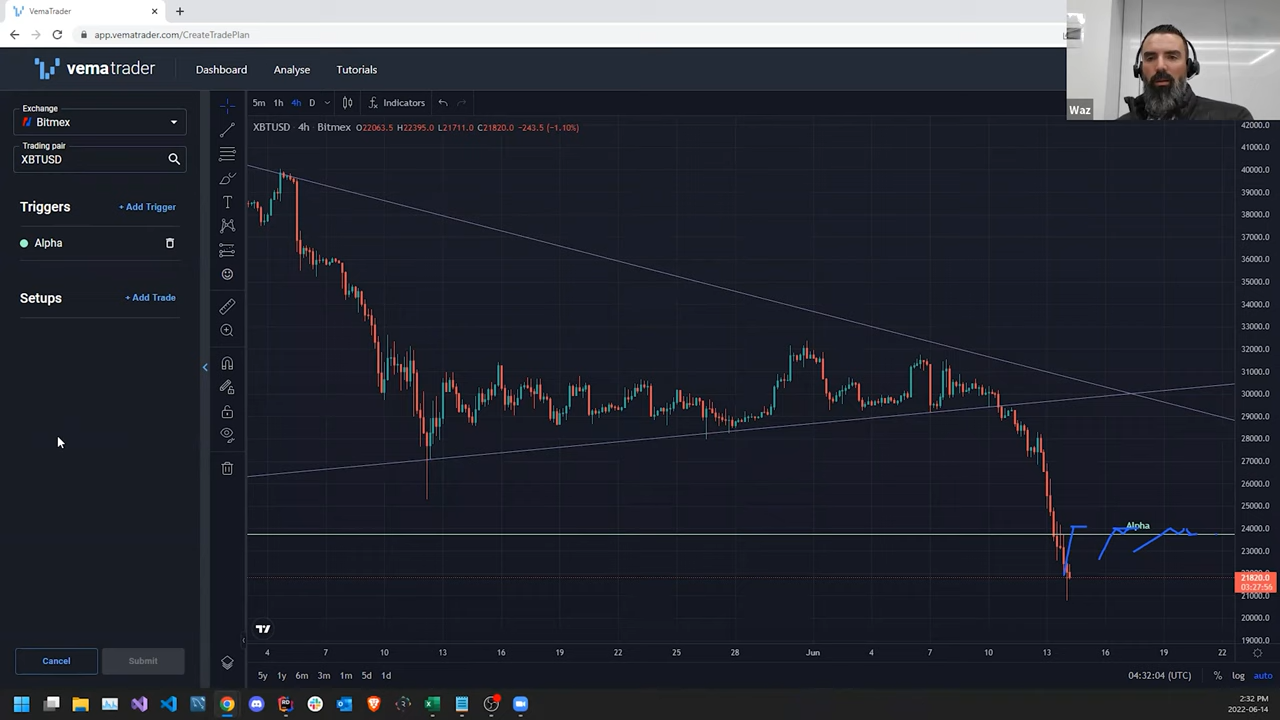 VemaTrader
app.vematrader.com/CreateTradePlan
vematrader
Dashboard
Analyse
Tutorials
Waz
Exchange
Bitmex
Trading pair
XBTUSD
Triggers
+ Add Trigger
Alpha
Setups
+ Add Trade
Cancel
Submit
5m 1h 4h D
Indicators
XBTUSD 4h Bitmex O22063.5 H22395.0 L21711.0 C21820.0 -243.5 (-1.10%)
42000.0
41000.0
40000.0
39000.0
38000.0
37000.0
36000.0
35000.0
34000.0
33000.0
32000.0
31000.0
30000.0
29000.0
28000.0
27000.0
26000.0
25000.0
24000.0
23000.0
21820.0
03:27:56
21000.0
20000.0
19000.0
Alpha
4 7 10 13 16 19 22 25 28 Jun 4 7 10 13 16 19 22
5y 1y 6m 3m 1m 5d 1d
04:32:04 (UTC)
% log auto
2:32 PM
2022-06-14